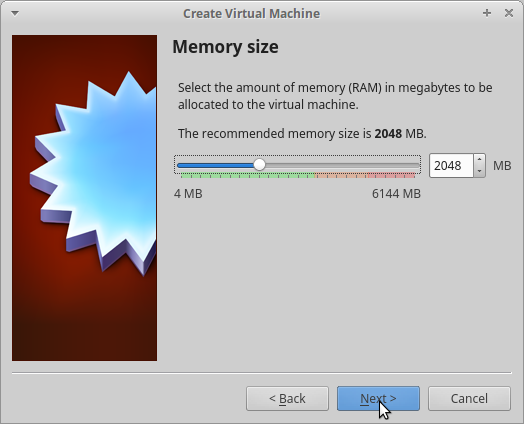 Create Virtual Machine
Memory size
Select the amount of memory (RAM) in megabytes to be
allocated to the virtual machine.
The recommended memory size is 2048 MB.
2048 MB
4 MB 6144 MB
< Back Next > Cancel